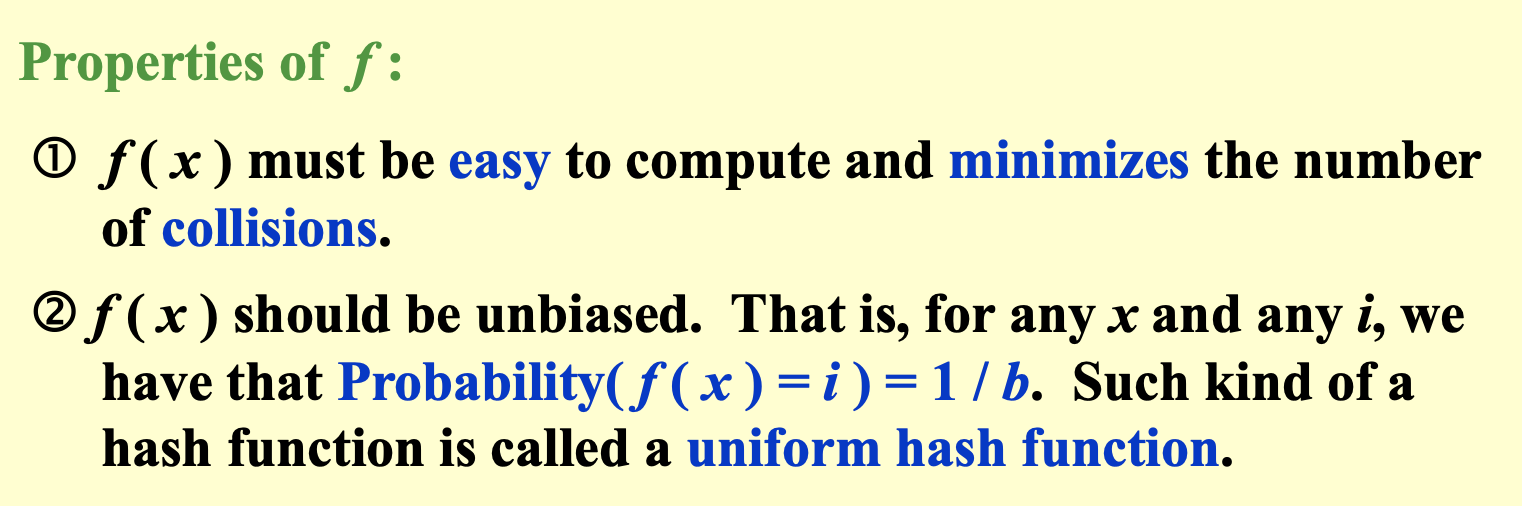 Properties of f :
① f ( x ) must be easy to compute and minimizes the number
of collisions.
② f ( x ) should be unbiased. That is, for any x and any i, we
have that Probability( f ( x ) = i ) = 1 / b. Such kind of a
hash function is called a uniform hash function.